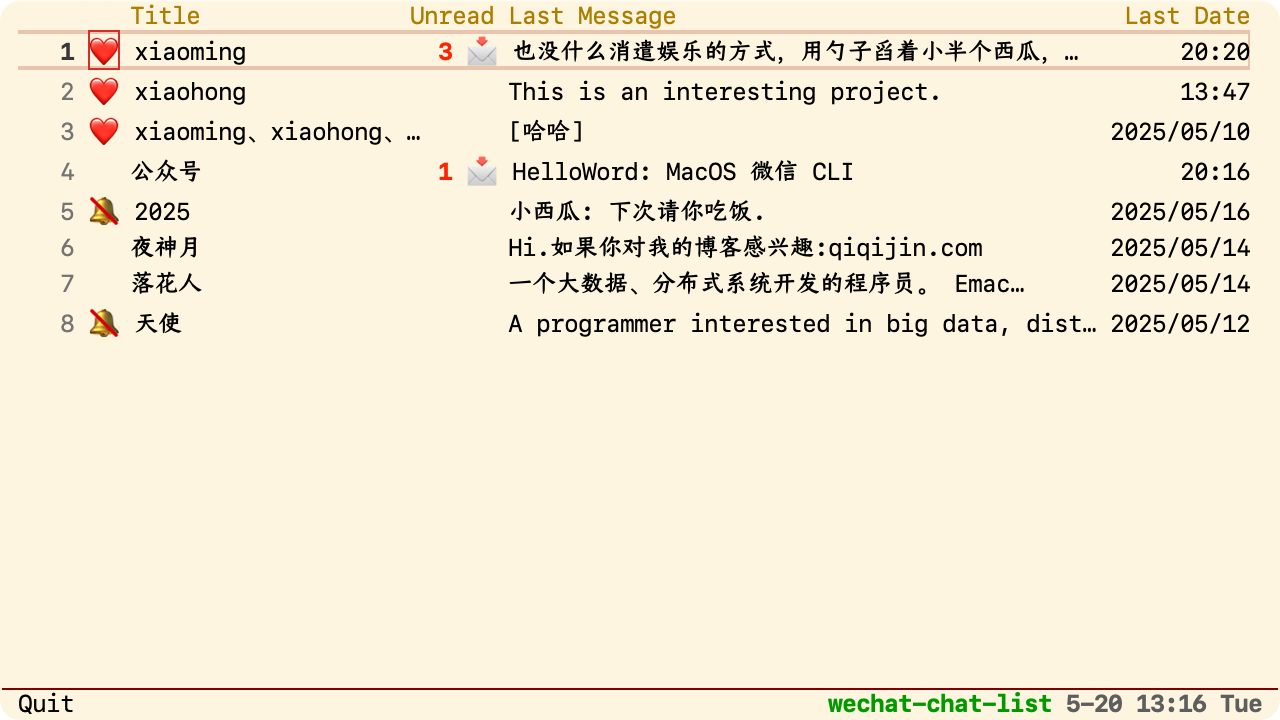 Title Unread Last Message Last Date
1 ❤️ xiaoming 3 📩 也没什么消遣娱乐的方式，用勺子舀着小半个西瓜，… 20:20
2 ❤️ xiaohong This is an interesting project. 13:47
3 ❤️ xiaoming、xiaohong、… [哈哈] 2025/05/10
4 公众号 1 📩 HelloWord: MacOS 微信 CLI 20:16
5 🔕 2025 小西瓜: 下次请你吃饭. 2025/05/16
6 夜神月 Hi.如果你对我的博客感兴趣:qiqijin.com 2025/05/14
7 落花人 一个大数据、分布式系统开发的程序员。 Emac… 2025/05/14
8 🔕 天使 A programmer interested in big data, dist… 2025/05/12
Quit wechat-chat-list 5-20 13:16 Tue